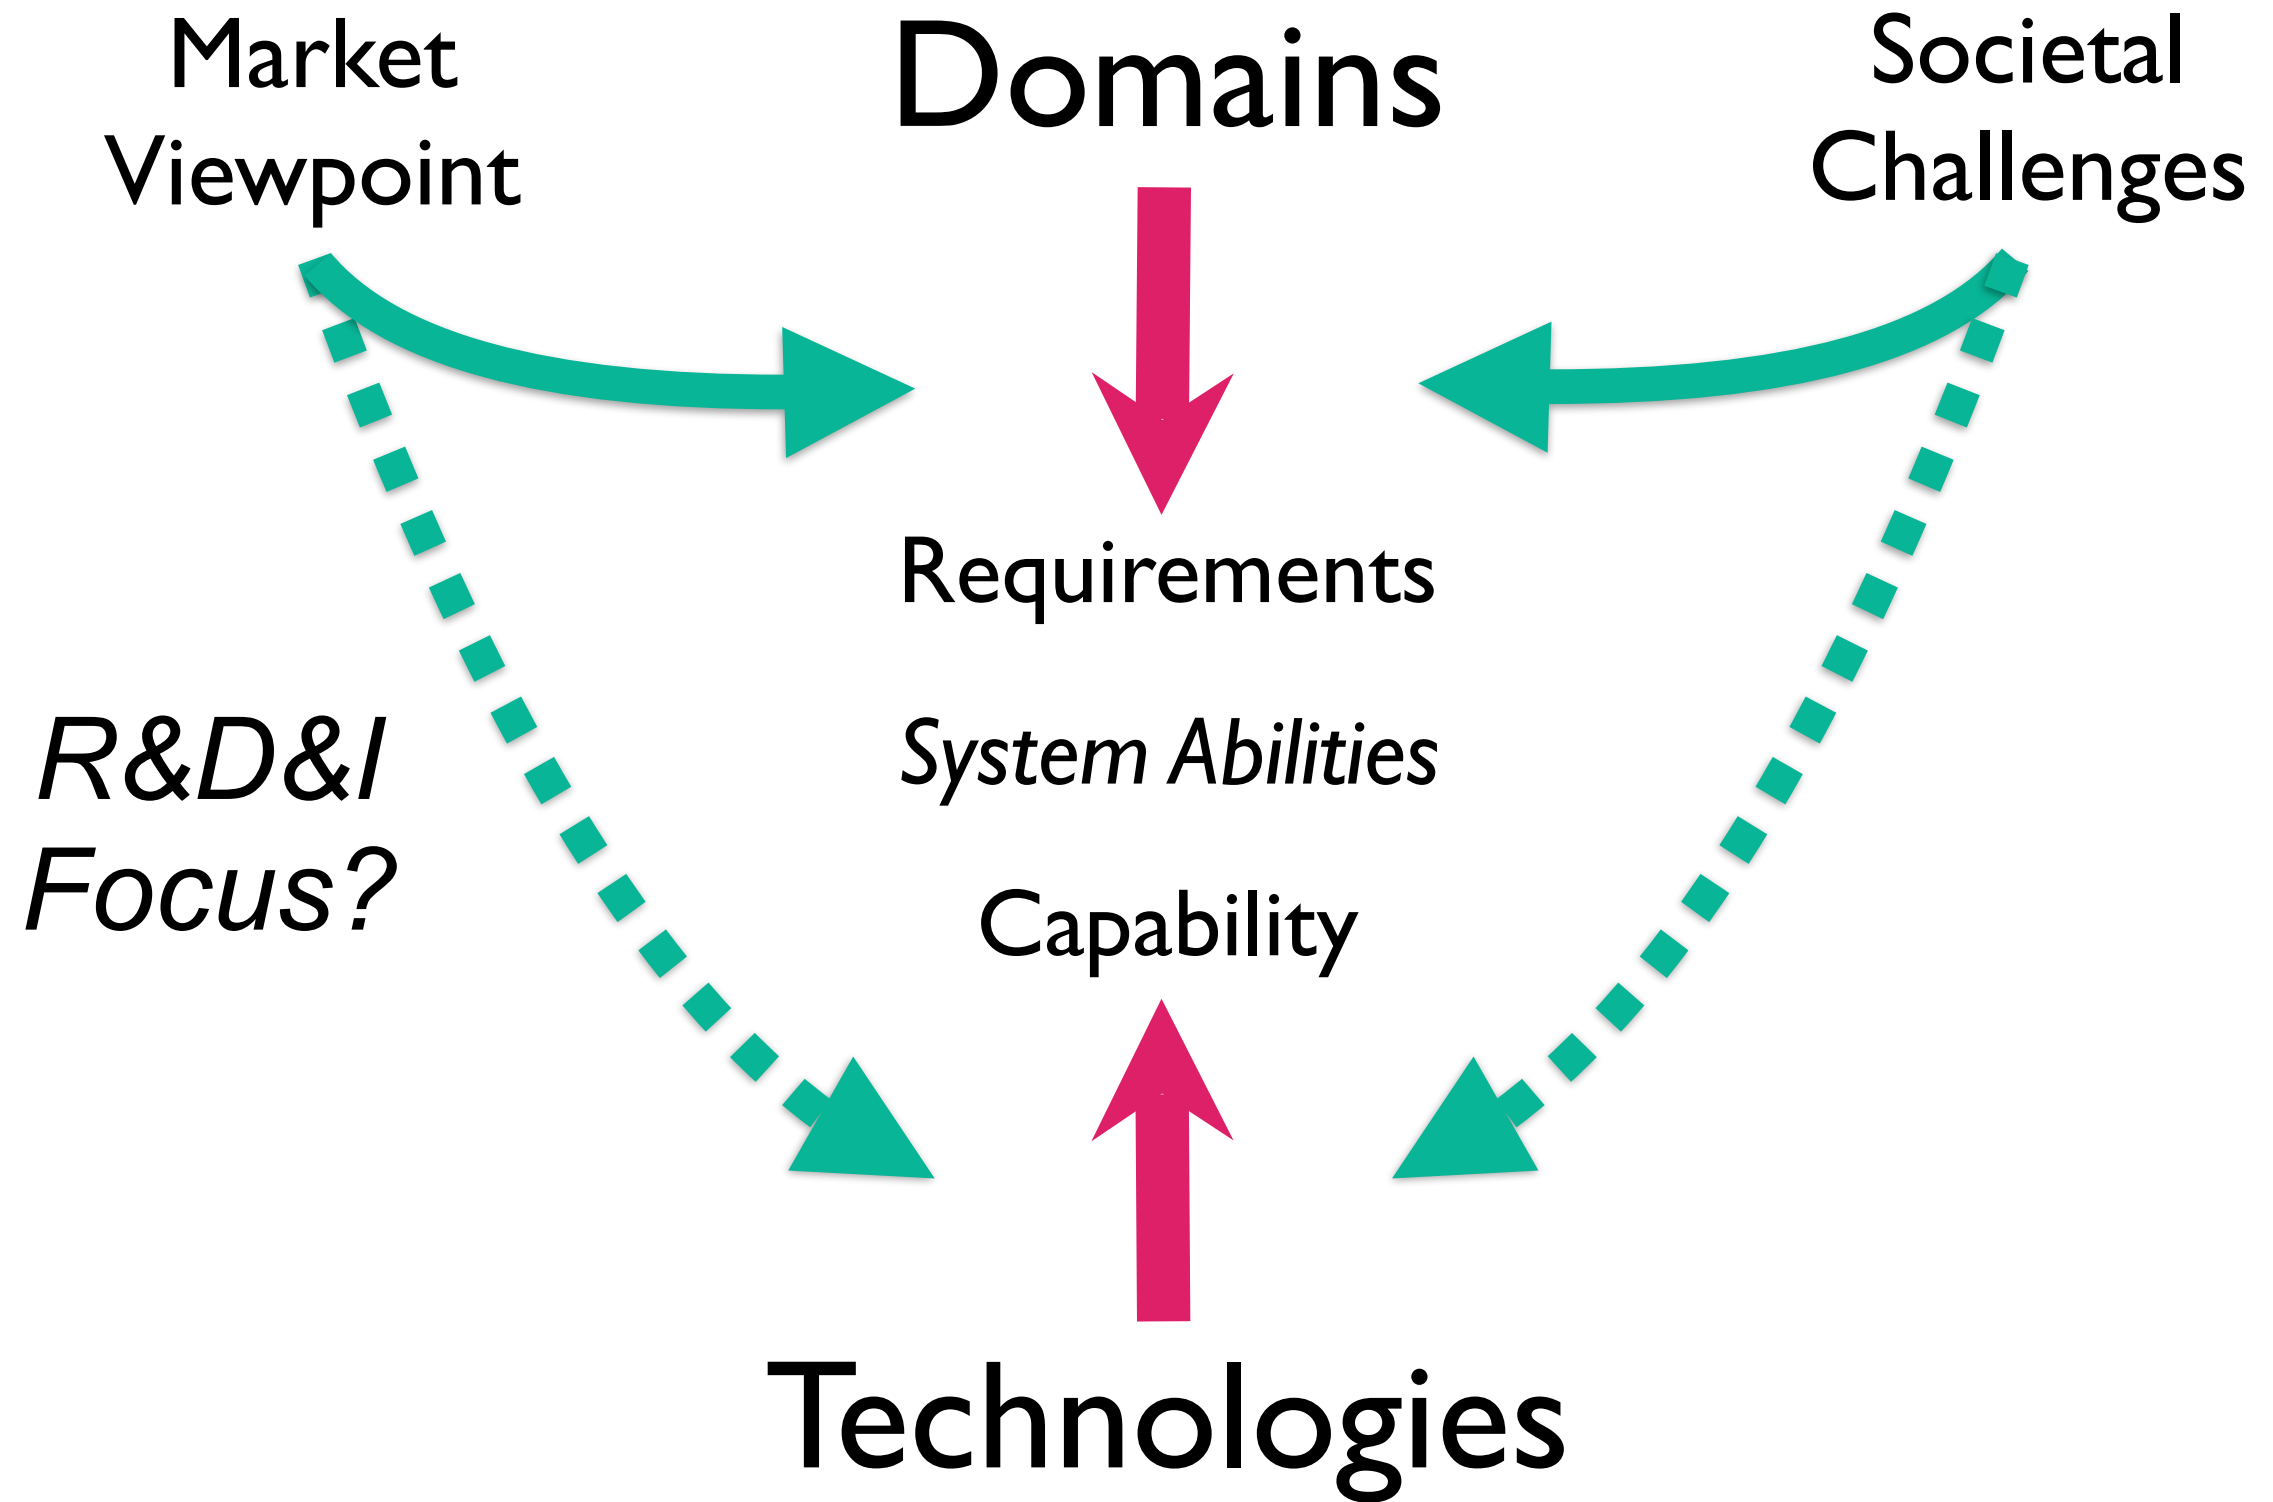 Market
Viewpoint
Domains
Societal
Challenges
Requirements
System Abilities
Capability
R&D&I
Focus?
Technologies